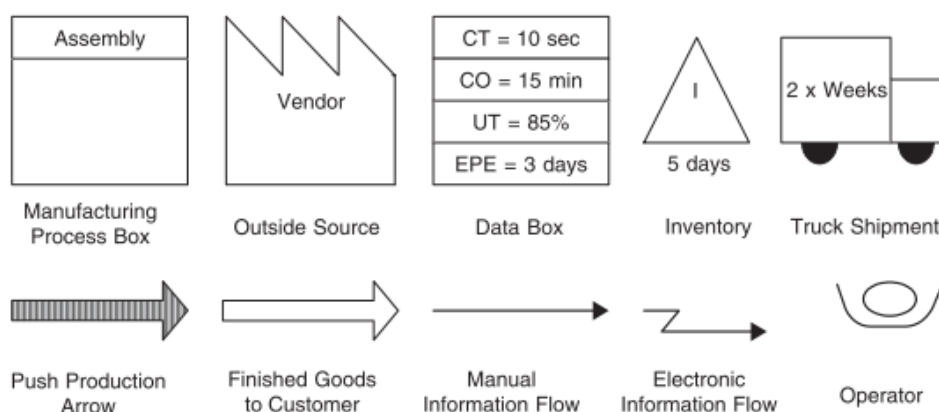 Assembly
Vendor
CT = 10 sec
CO = 15 min
UT = 85%
EPE = 3 days
I
5 days
2 x Weeks
Manufacturing
Process Box
Outside Source
Data Box
Inventory
Truck Shipment
Push Production
Arrow
Finished Goods
to Customer
Manual
Information Flow
Electronic
Information Flow
Operator